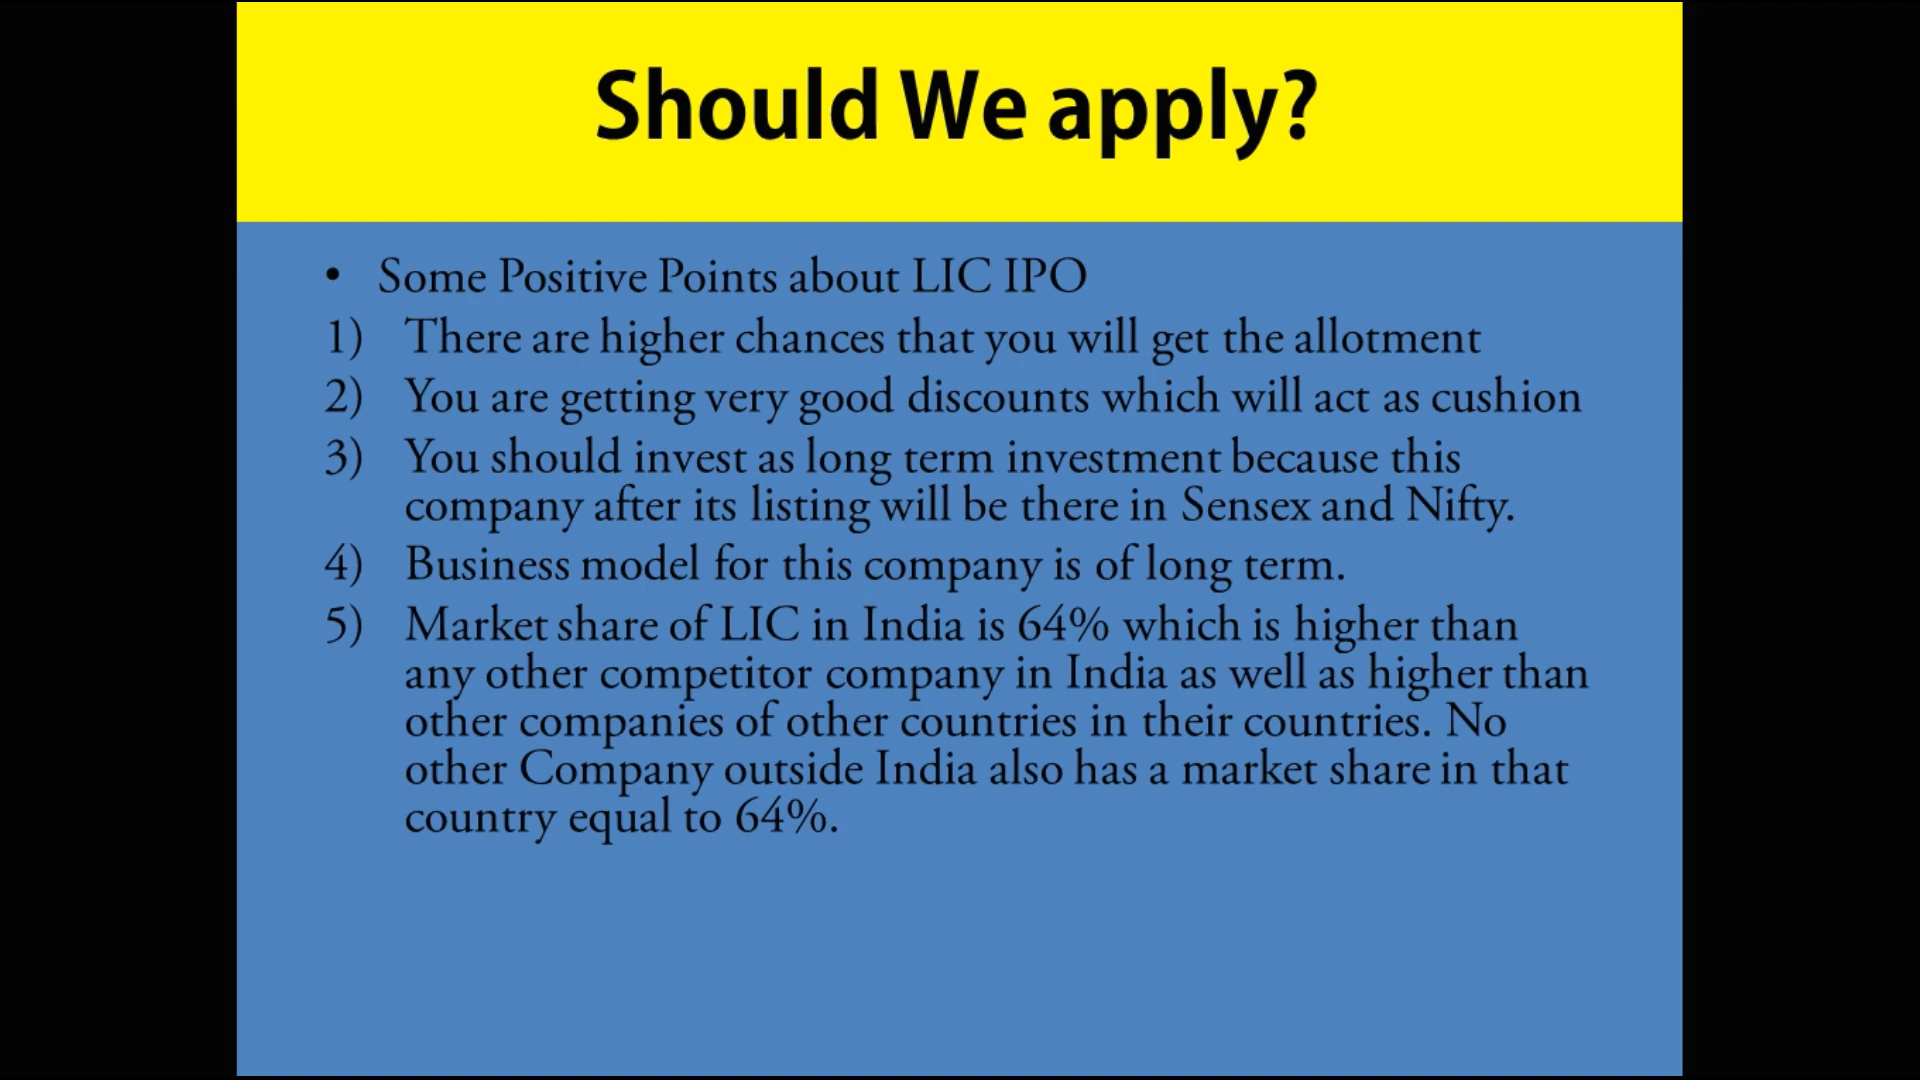 Should We apply?
• Some Positive Points about LIC IPO
1) There are higher chances that you will get the allotment
2) You are getting very good discounts which will act as cushion
3) You should invest as long term investment because this
company after its listing will be there in Sensex and Nifty.
4) Business model for this company is of long term.
5) Market share of LIC in India is 64% which is higher than
any other competitor company in India as well as higher than
other companies of other countries in their countries. No
other Company outside India also has a market share in that
country equal to 64%.